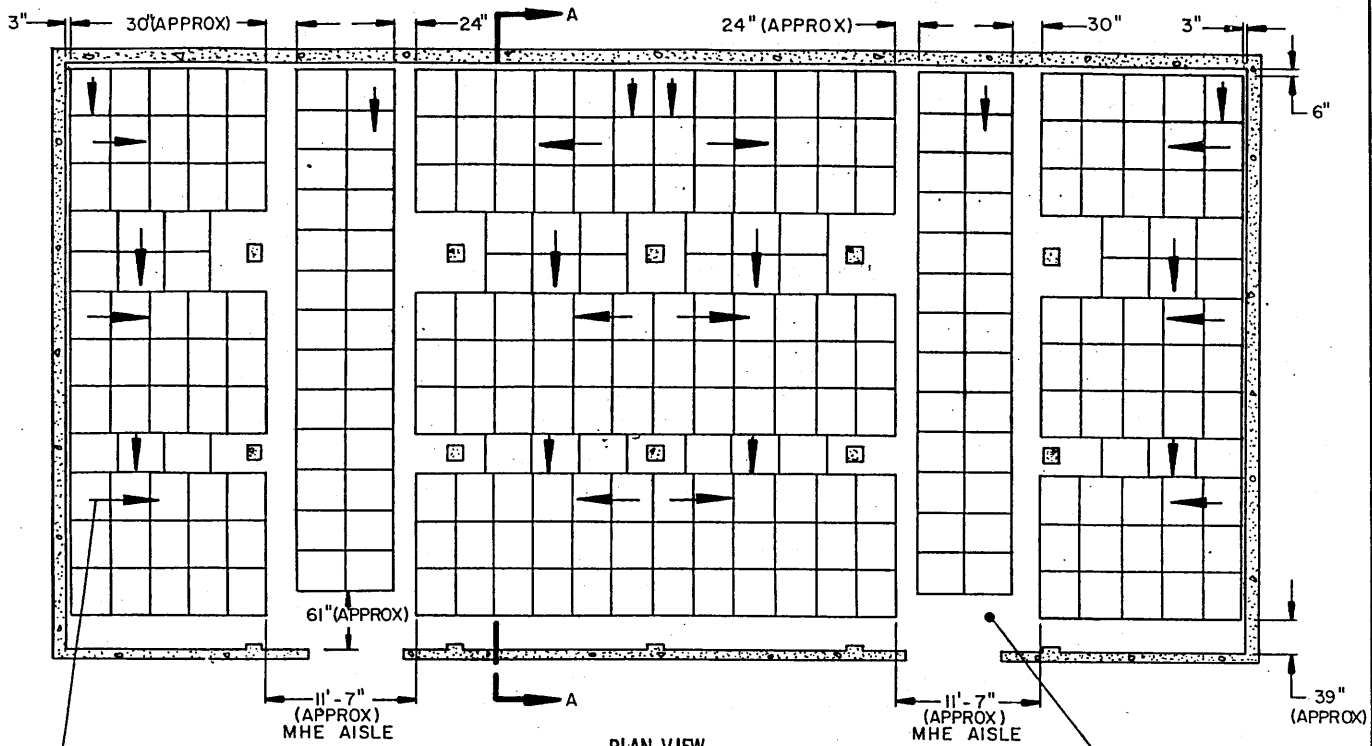 3" 30"(APPROX) 24" A 24" (APPROX) 30" 3"
6"
61"(APPROX)
11'-7"
(APPROX)
MHE AISLE
A
11'-7"
(APPROX)
MHE AISLE
39"
(APPROX)
PLAN VIEW